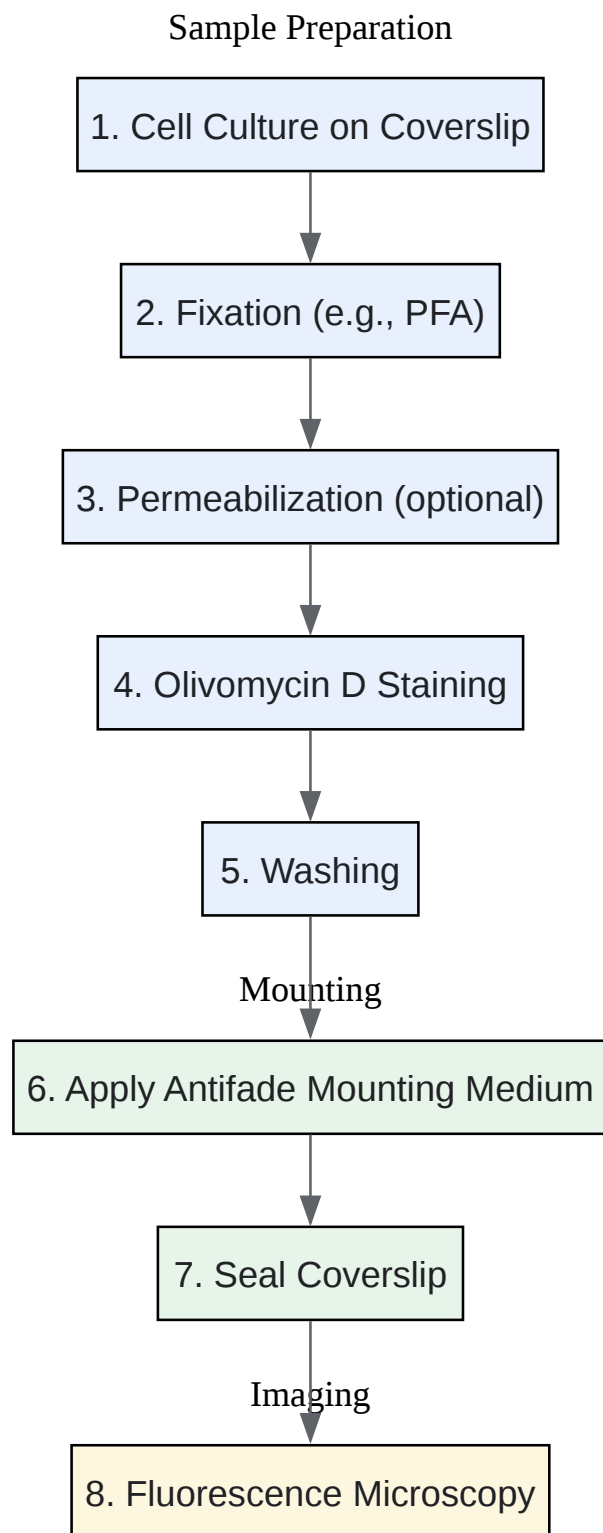 Sample Preparation
1. Cell Culture on Coverslip
2. Fixation (e.g., PFA)
3. Permeabilization (optional)
4. Olivomycin D Staining
5. Washing
Mounting
6. Apply Antifade Mounting Medium
7. Seal Coverslip
Imaging
8. Fluorescence Microscopy